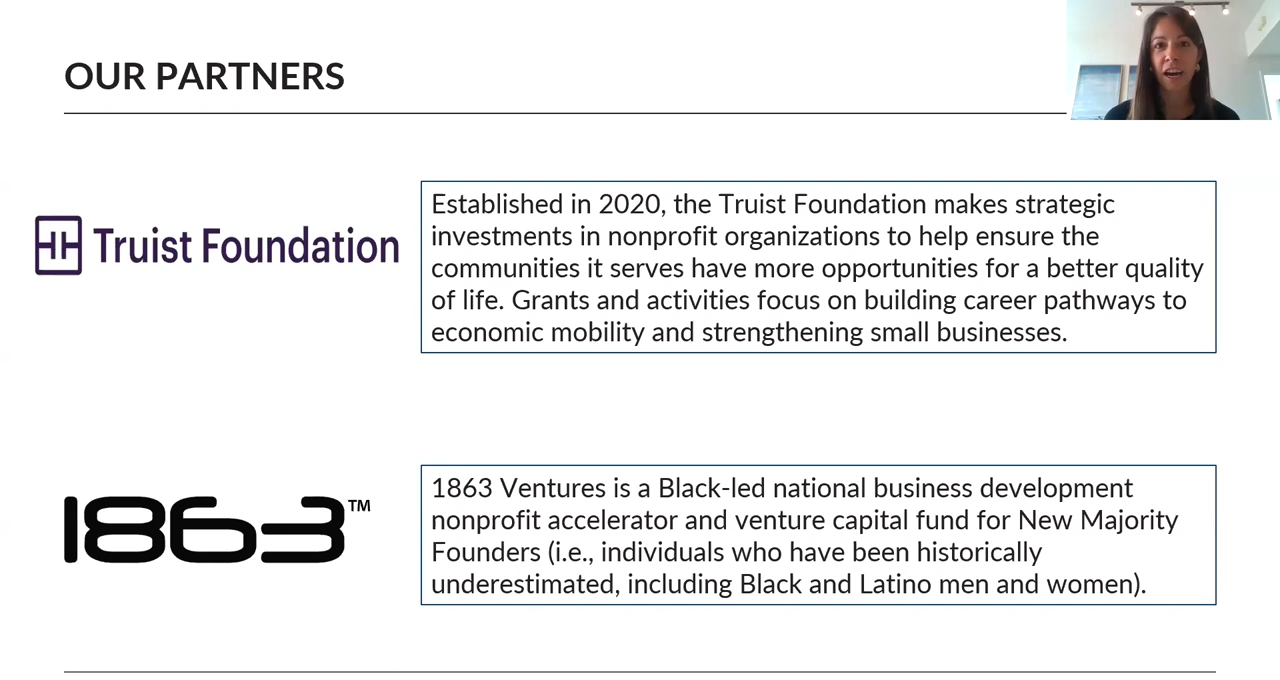 OUR PARTNERS
Truist Foundation
Established in 2020, the Truist Foundation makes strategic
investments in nonprofit organizations to help ensure the
communities it serves have more opportunities for a better quality
of life. Grants and activities focus on building career pathways to
economic mobility and strengthening small businesses.
1863™
1863 Ventures is a Black-led national business development
nonprofit accelerator and venture capital fund for New Majority
Founders (i.e., individuals who have been historically
underestimated, including Black and Latino men and women).